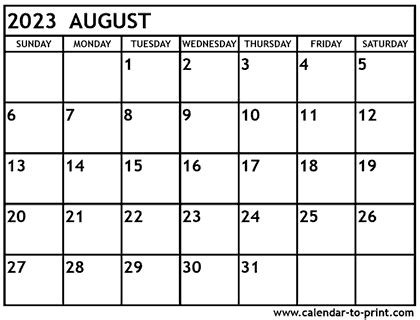 2023 AUGUST
SUNDAY MONDAY TUESDAY WEDNESDAY THURSDAY FRIDAY SATURDAY
1 2 3 4 5
6 7 8 9 10 11 12
13 14 15 16 17 18 19
20 21 22 23 24 25 26
27 28 29 30 31
www.calendar-to-print.com